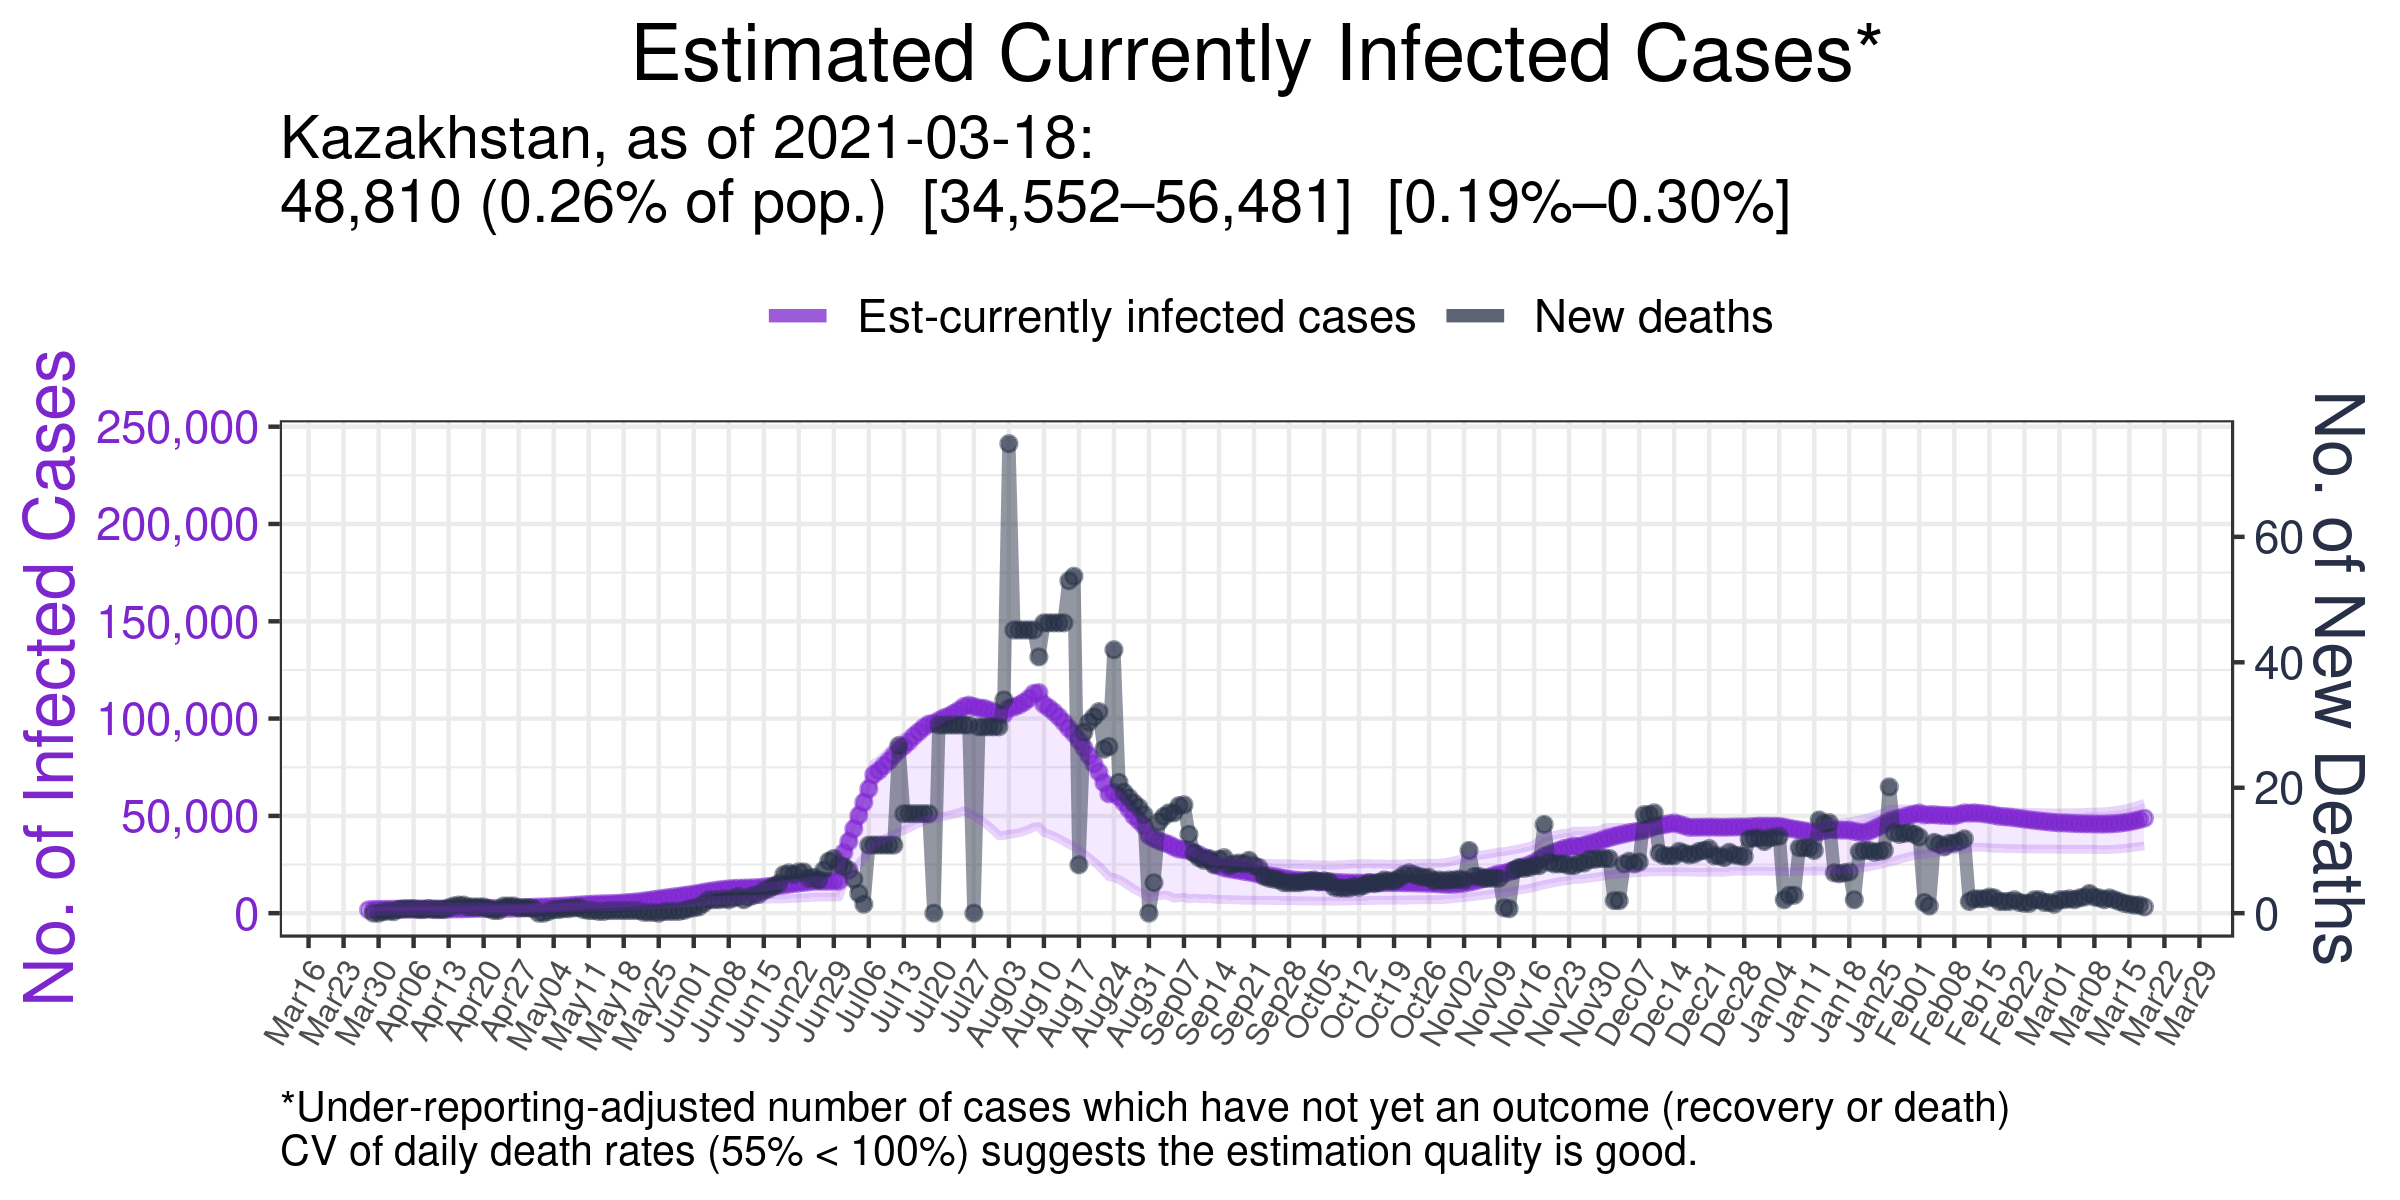 Estimated Currently Infected Cases*
Kazakhstan, as of 2021-03-18:
48,810 (0.26% of pop.)  [34,552–56,481]  [0.19%–0.30%]
Est-currently infected cases
New deaths
No. of Infected Cases
250,000
200,000
150,000
100,000
50,000
0
60
40
20
0
No. of New Deaths
Mar16
Mar23
Mar30
Apr06
Apr13
Apr20
Apr27
May04
May11
May18
May25
Jun01
Jun08
Jun15
Jun22
Jun29
Jul06
Jul13
Jul20
Jul27
Aug03
Aug10
Aug17
Aug24
Aug31
Sep07
Sep14
Sep21
Sep28
Oct05
Oct12
Oct19
Oct26
Nov02
Nov09
Nov16
Nov23
Nov30
Dec07
Dec14
Dec21
Dec28
Jan04
Jan11
Jan18
Jan25
Feb01
Feb08
Feb15
Feb22
Mar01
Mar08
Mar15
Mar22
Mar29
*Under-reporting-adjusted number of cases which have not yet an outcome (recovery or death)
CV of daily death rates (55% < 100%) suggests the estimation quality is good.